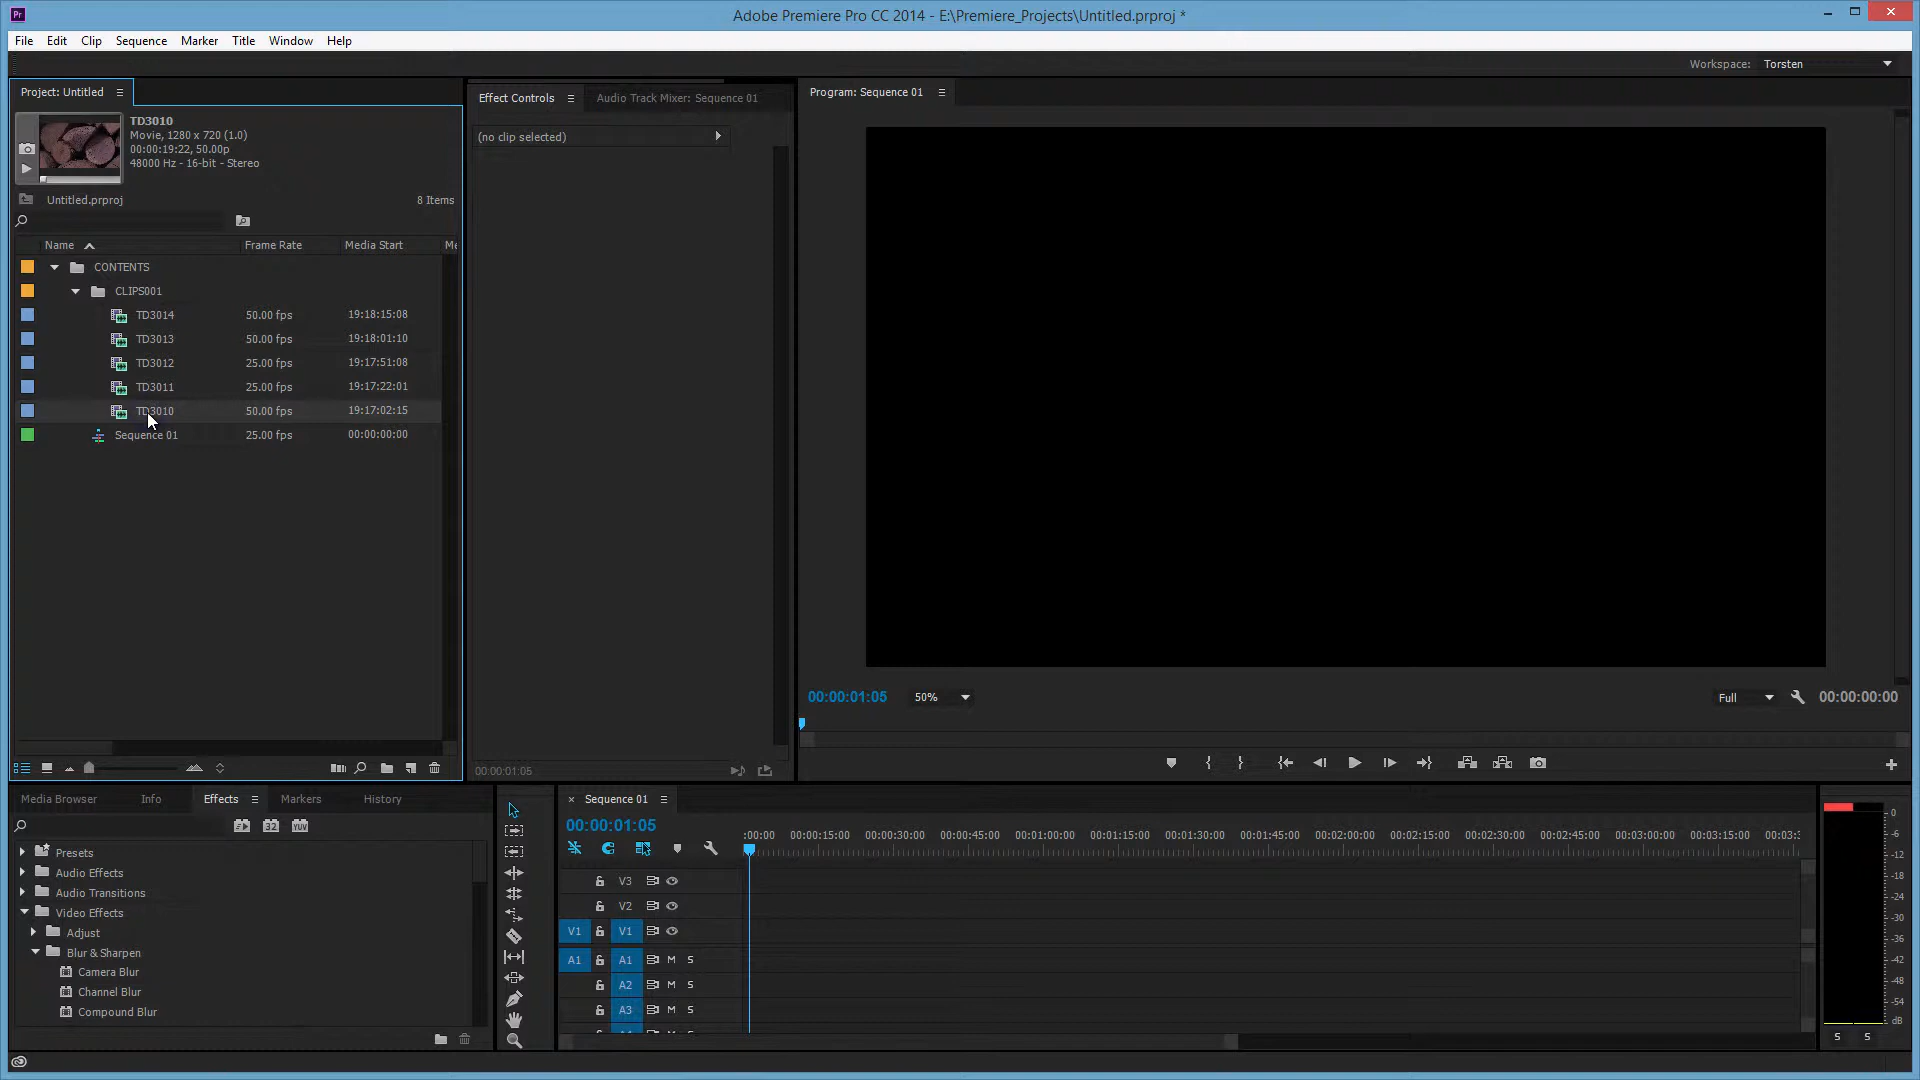 Pr
Adobe Premiere Pro CC 2014 - E:\Premiere_Projects\Untitled.prproj *
File Edit Clip Sequence Marker Title Window Help
Workspace: Torsten
Project: Untitled
TD3010
Movie, 1280 x 720 (1.0)
00:00:19:22, 50.00p
48000 Hz - 16-bit - Stereo
Untitled.prproj 8 Items
Name Frame Rate Media Start Me
CONTENTS
CLIPS001
TD3014 50.00 fps 19:18:15:08
TD3013 50.00 fps 19:18:01:10
TD3012 25.00 fps 19:17:51:08
TD3011 25.00 fps 19:17:22:01
TD3010 50.00 fps 19:17:02:15
Sequence 01 25.00 fps 00:00:00:00
Effect Controls Audio Track Mixer: Sequence 01
(no clip selected)
00:00:01:05
Program: Sequence 01
00:00:01:05 50% Full 00:00:00:00
Media Browser Info Effects Markers History
32 YUV
Presets
Audio Effects
Audio Transitions
Video Effects
Adjust
Blur & Sharpen
Camera Blur
Channel Blur
Compound Blur
× Sequence 01
00:00:01:05
:00:00 00:00:15:00 00:00:30:00 00:00:45:00 00:01:00:00 00:01:15:00 00:01:30:00 00:01:45:00 00:02:00:00 00:02:15:00 00:02:30:00 00:02:45:00 00:03:00:00 00:03:15:00 00:03:
V3
V2
V1 V1
A1 A1 M S
A2 M S
A3 M S
0
-6
-12
-18
-24
-30
-36
-42
-48
-54
dB
S S